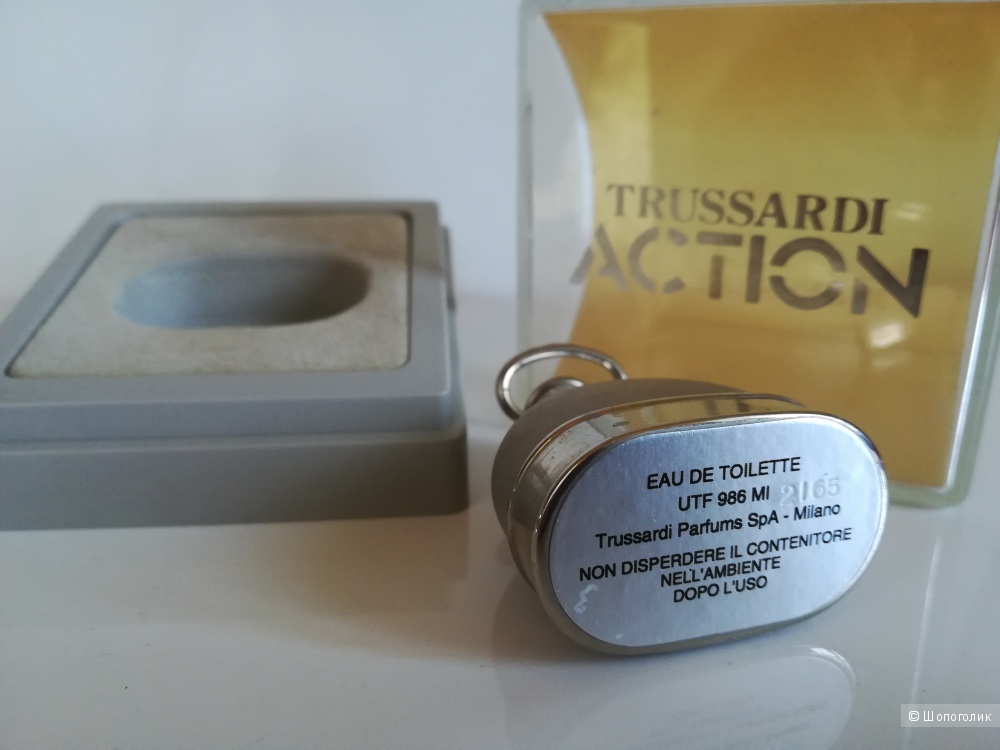 TRUSSARDI
ACTION
EAU DE TOILETTE
UTF 986 MI 2165
Trussardi Parfums SpA - Milano
NON DISPERDERE IL CONTENITORE
NELL'AMBIENTE
DOPO L'USO
© Шопоголик